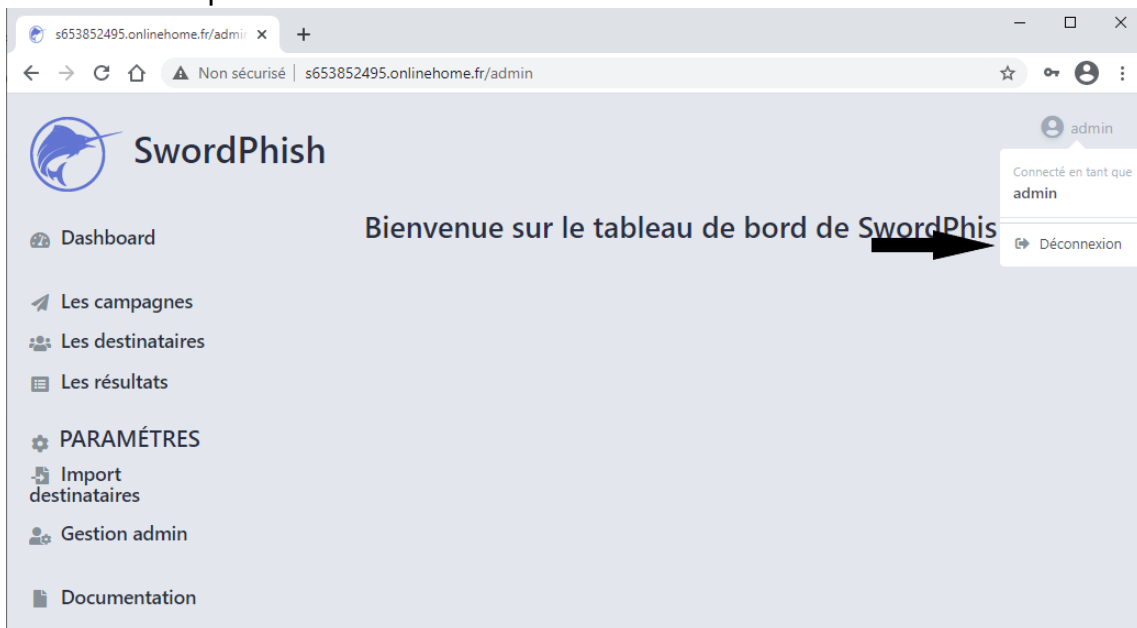 s653852495.onlinehome.fr/admi
Non sécurisé | s653852495.onlinehome.fr/admin
SwordPhish
admin
Connecté en tant que
admin
Déconnexion
Bienvenue sur le tableau de bord de SwordPhis
Dashboard
Les campagnes
Les destinataires
Les résultats
PARAMÉTRES
Import
destinataires
Gestion admin
Documentation